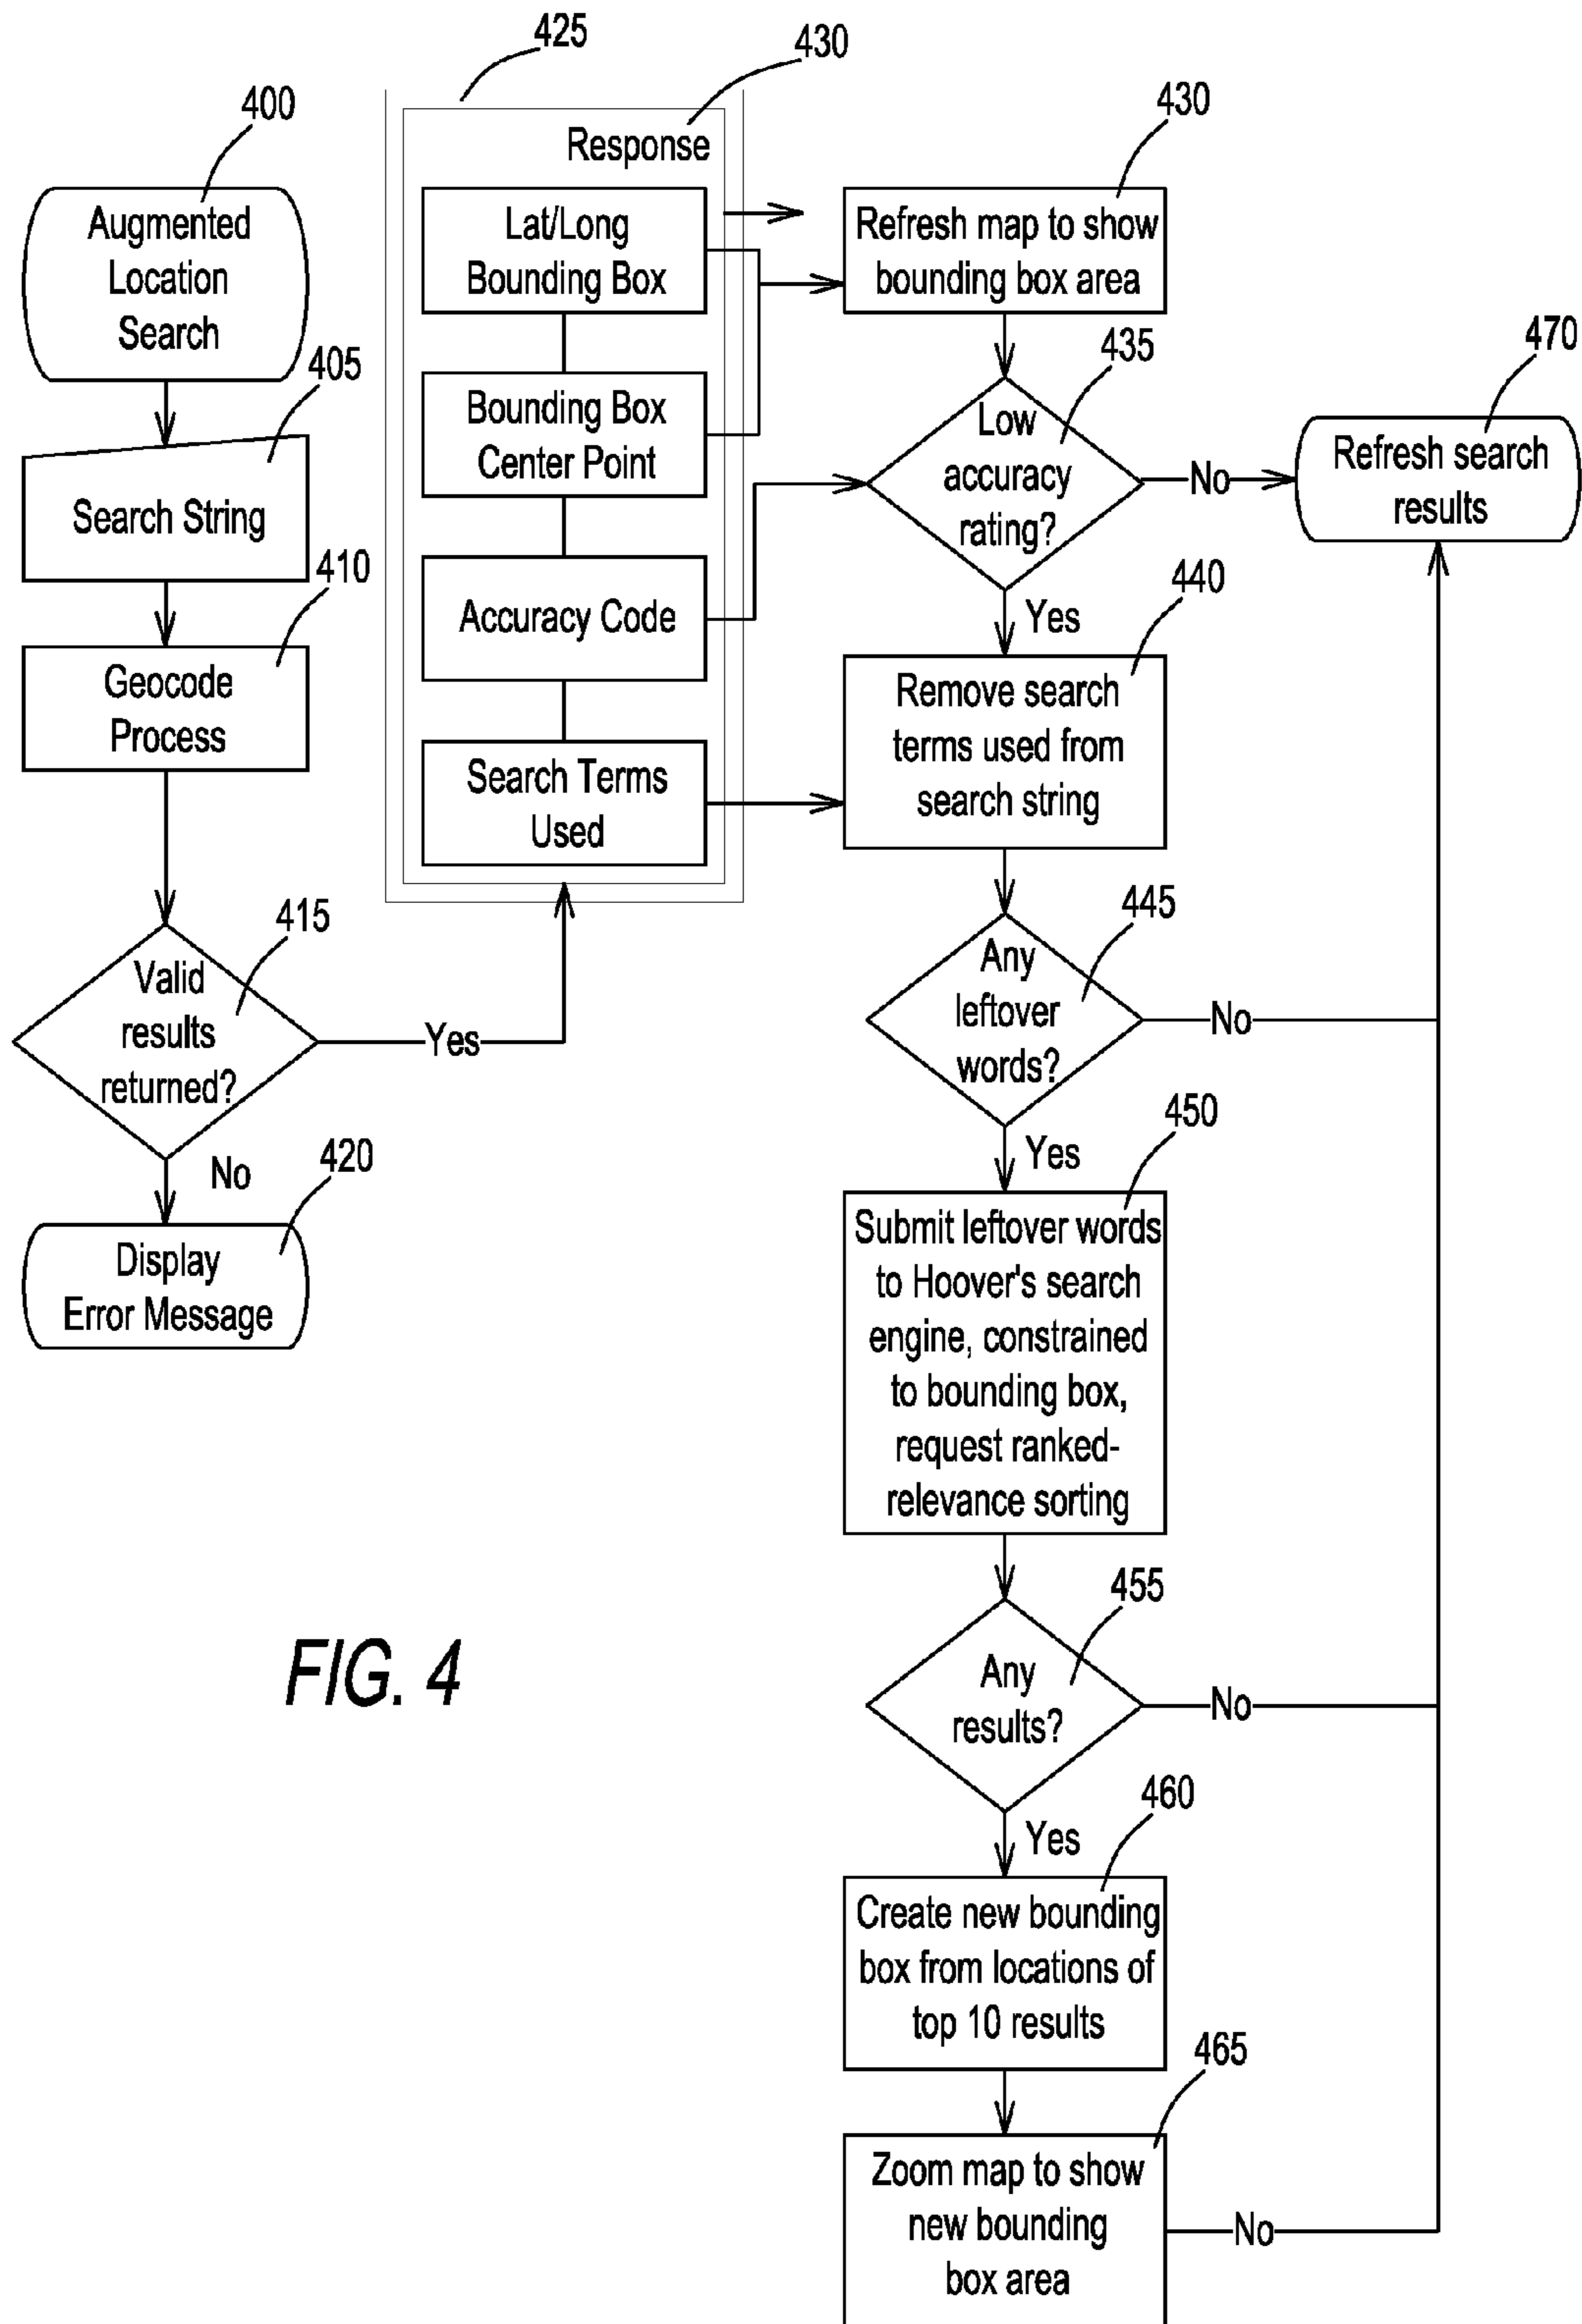 400
Augmented
Location
Search
405
Search String
410
Geocode
Process
415
Valid
results
returned?
Yes
No
420
Display
Error Message
425
430
Response
Lat/Long
Bounding Box
Bounding Box
Center Point
Accuracy Code
Search Terms
Used
430
Refresh map to show
bounding box area
435
Low
accuracy
rating?
No
470
Refresh search
results
Yes
440
Remove search
terms used from
search string
445
Any
leftover
words?
No
Yes
450
Submit leftover words
to Hoover's search
engine, constrained
to bounding box,
request ranked-
relevance sorting
455
Any
results?
No
Yes
460
Create new bounding
box from locations of
top 10 results
465
Zoom map to show
new bounding
box area
No
FIG. 4